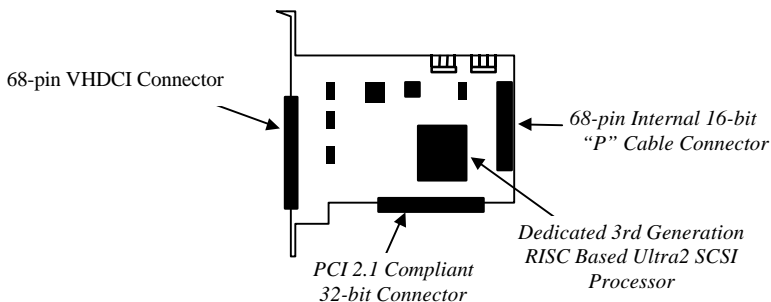 68-pin VHDCI Connector
68-pin Internal 16-bit
“P” Cable Connector
Dedicated 3rd Generation
RISC Based Ultra2 SCSI
Processor
PCI 2.1 Compliant
32-bit Connector